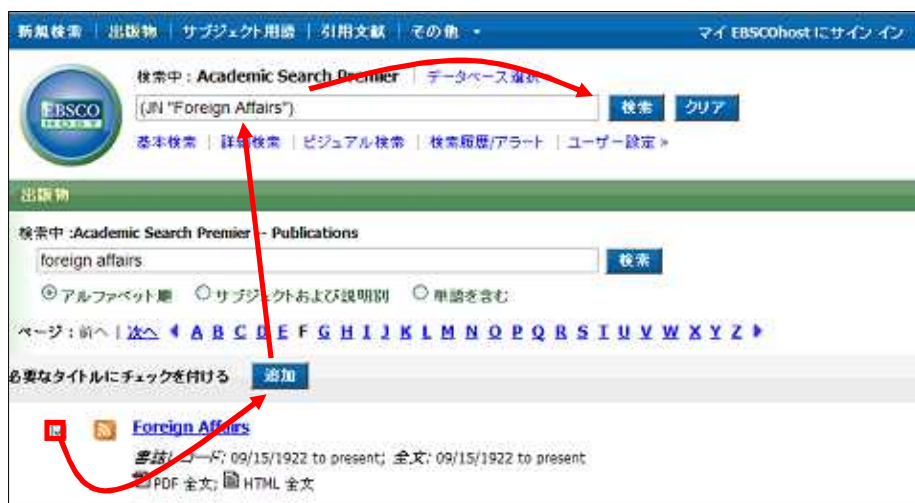 新規検索 | 出版物 | サブジェクト用語 | 引用文献 | その他 マイ EBSCOhost にサイン イン
検索中 : Academic Search Premier | データベース選択
EBSCO HOST
(JN "Foreign Affairs") 検索 クリア
基本検索 | 詳細検索 | ビジュアル検索 | 検索履歴/アラート | ユーザー設定 »
出版物
検索中 :Academic Search Premier -- Publications
foreign affairs 検索
アルファベット順 サブジェクトおよび説明別 単語を含む
ページ : 前へ | 次へ A B C D E F G H I J K L M N O P Q R S T U V W X Y Z
必要なタイトルにチェックを付ける 追加
Foreign Affairs
書誌レコード: 09/15/1922 to present; 全文: 09/15/1922 to present
PDF 全文; HTML 全文